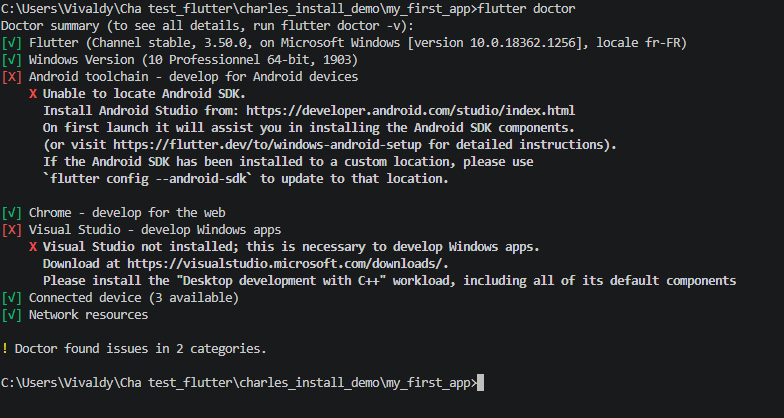 C:\Users\Vivaldy\Cha test_flutter\charles_install_demo\my_first_app>flutter doctor
Doctor summary (to see all details, run flutter doctor -v):
[√] Flutter (Channel stable, 3.50.0, on Microsoft Windows [version 10.0.18362.1256], locale fr-FR)
[√] Windows Version (10 Professionnel 64-bit, 1903)
[X] Android toolchain - develop for Android devices
X Unable to locate Android SDK.
Install Android Studio from: https://developer.android.com/studio/index.html
On first launch it will assist you in installing the Android SDK components.
(or visit https://flutter.dev/to/windows-android-setup for detailed instructions).
If the Android SDK has been installed to a custom location, please use
`flutter config --android-sdk` to update to that location.
[√] Chrome - develop for the web
[X] Visual Studio - develop Windows apps
X Visual Studio not installed; this is necessary to develop Windows apps.
Download at https://visualstudio.microsoft.com/downloads/.
Please install the "Desktop development with C++" workload, including all of its default components
[√] Connected device (3 available)
[√] Network resources
! Doctor found issues in 2 categories.
C:\Users\Vivaldy\Cha test_flutter\charles_install_demo\my_first_app>